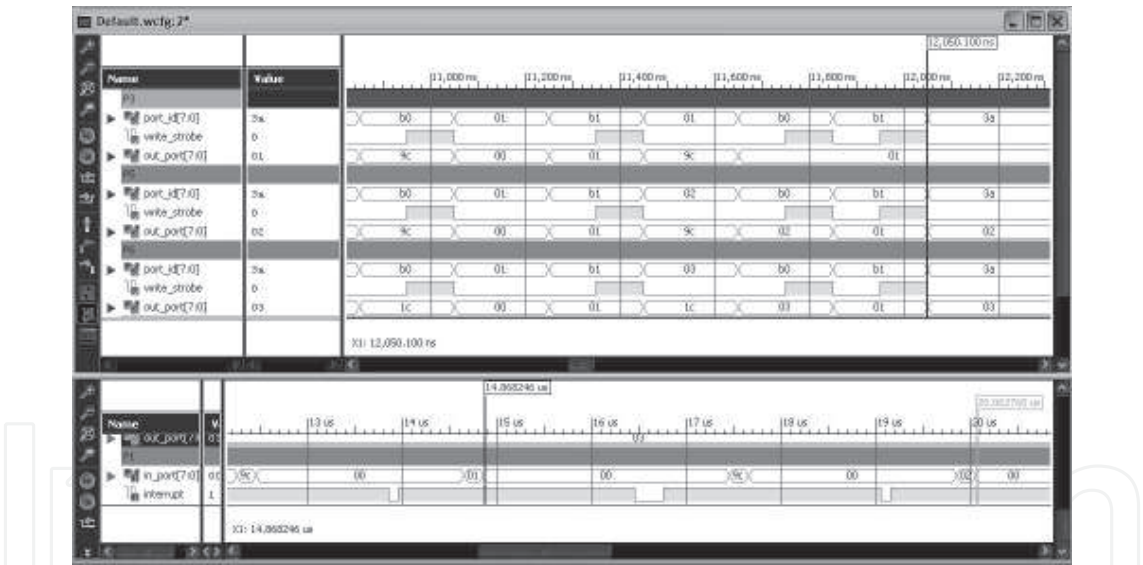 Default.wcfg:2*
12,050.100 ns
Name Value
11,000 ns 11,200 ns 11,400 ns 11,600 ns 11,800 ns 12,000 ns 12,200 ns
port_id[7:0] 3a b0 01 b1 01 b0 b1 3a
write_strobe 0
out_port[7:0] 01 9c 00 01 9c 01
port_id[7:0] 3a b0 01 b1 02 b0 b1 3a
write_strobe 0
out_port[7:0] 02 9c 00 01 9c 02 01 02
port_id[7:0] 3a b0 01 b1 03 b0 b1 3a
write_strobe 0
out_port[7:0] 03 1c 00 01 1c 03 01 03
X1: 12,050.100 ns
14.868246 us
Name V
13 us 14 us 15 us 16 us 17 us 18 us 19 us 20 us
03
in_port[7:0] 9c 00 01 00 9c 00 02 00
interrupt 1
X1: 14.868246 us